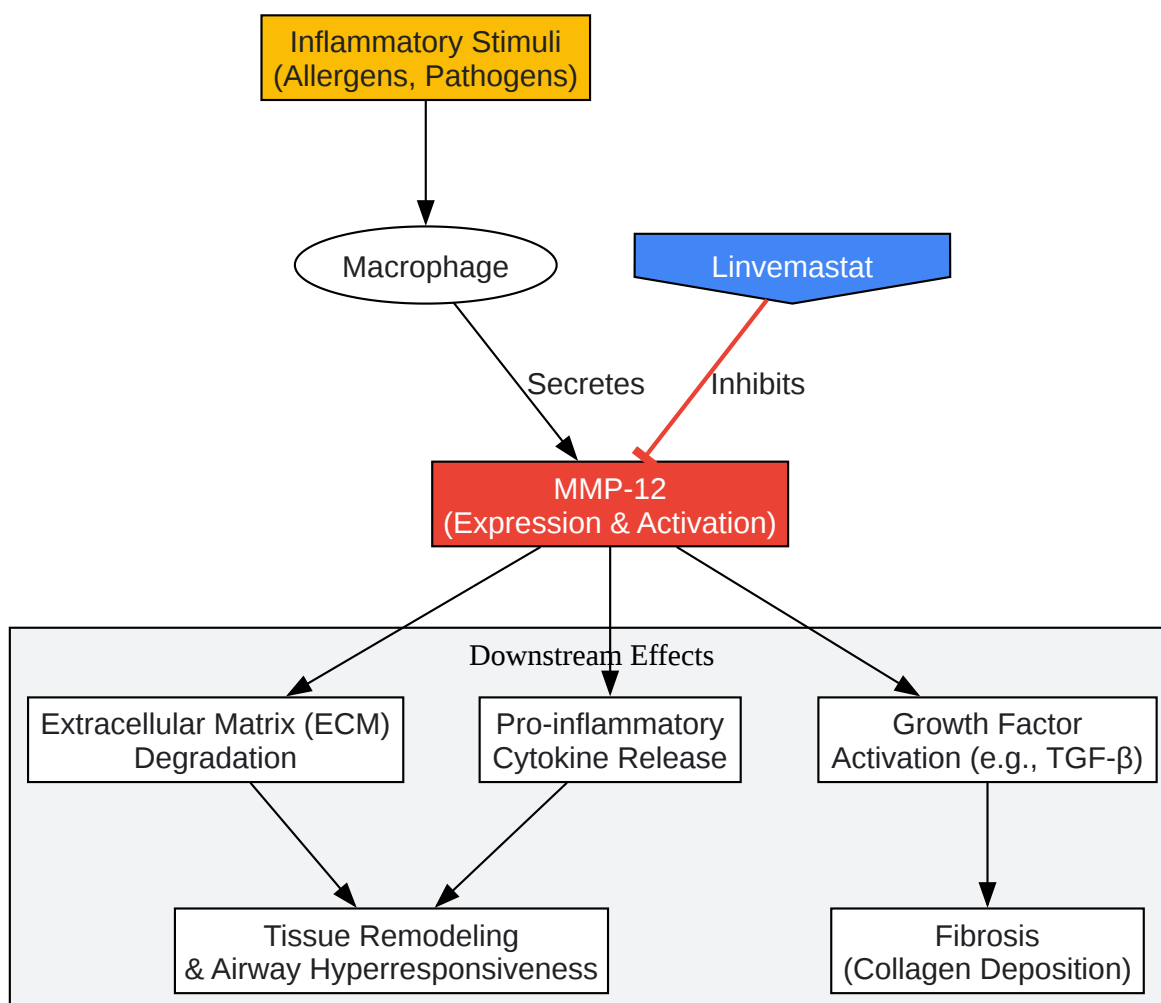 Inflammatory Stimuli
(Allergens, Pathogens)
Macrophage
Linvemastat
Secretes
Inhibits
MMP-12
(Expression & Activation)
Downstream Effects
Extracellular Matrix (ECM)
Degradation
Pro-inflammatory
Cytokine Release
Growth Factor
Activation (e.g., TGF-β)
Tissue Remodeling
& Airway Hyperresponsiveness
Fibrosis
(Collagen Deposition)